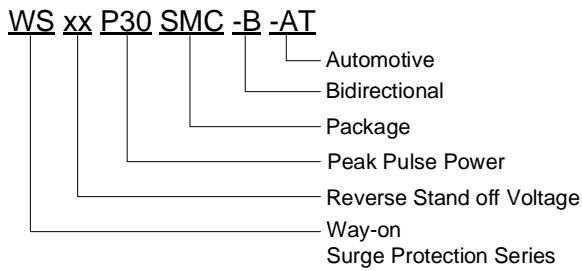 WS xx P30 SMC -B -AT
Automotive
Bidirectional
Package
Peak Pulse Power
Reverse Stand off Voltage
Way-on
Surge Protection Series